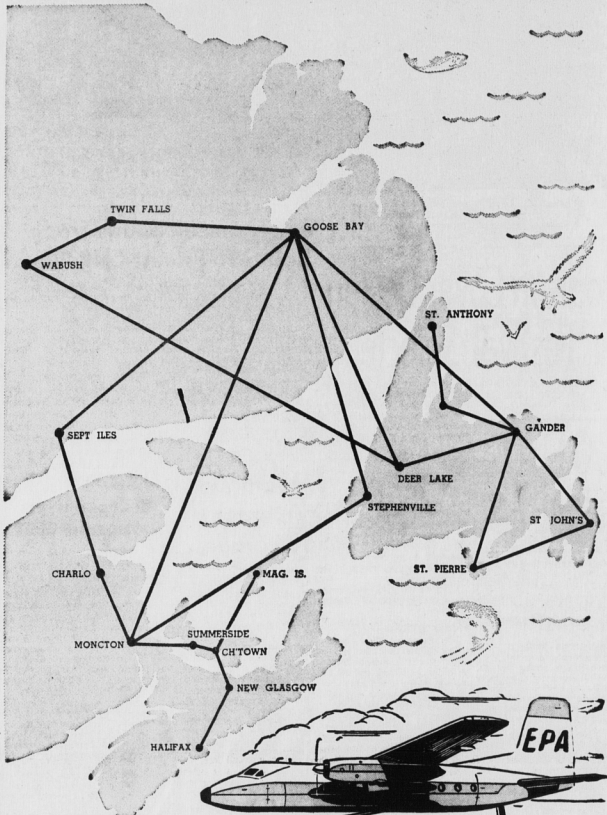 TWIN FALLS
GOOSE BAY
WABUSH
ST. ANTHONY
SEPT ILES
GANDER
DEER LAKE
STEPHENVILLE
ST JOHN'S
CHARLO
MAG. IS.
ST. PIERRE
SUMMERSIDE
MONCTON
CH'TOWN
NEW GLASGOW
HALIFAX
EPA